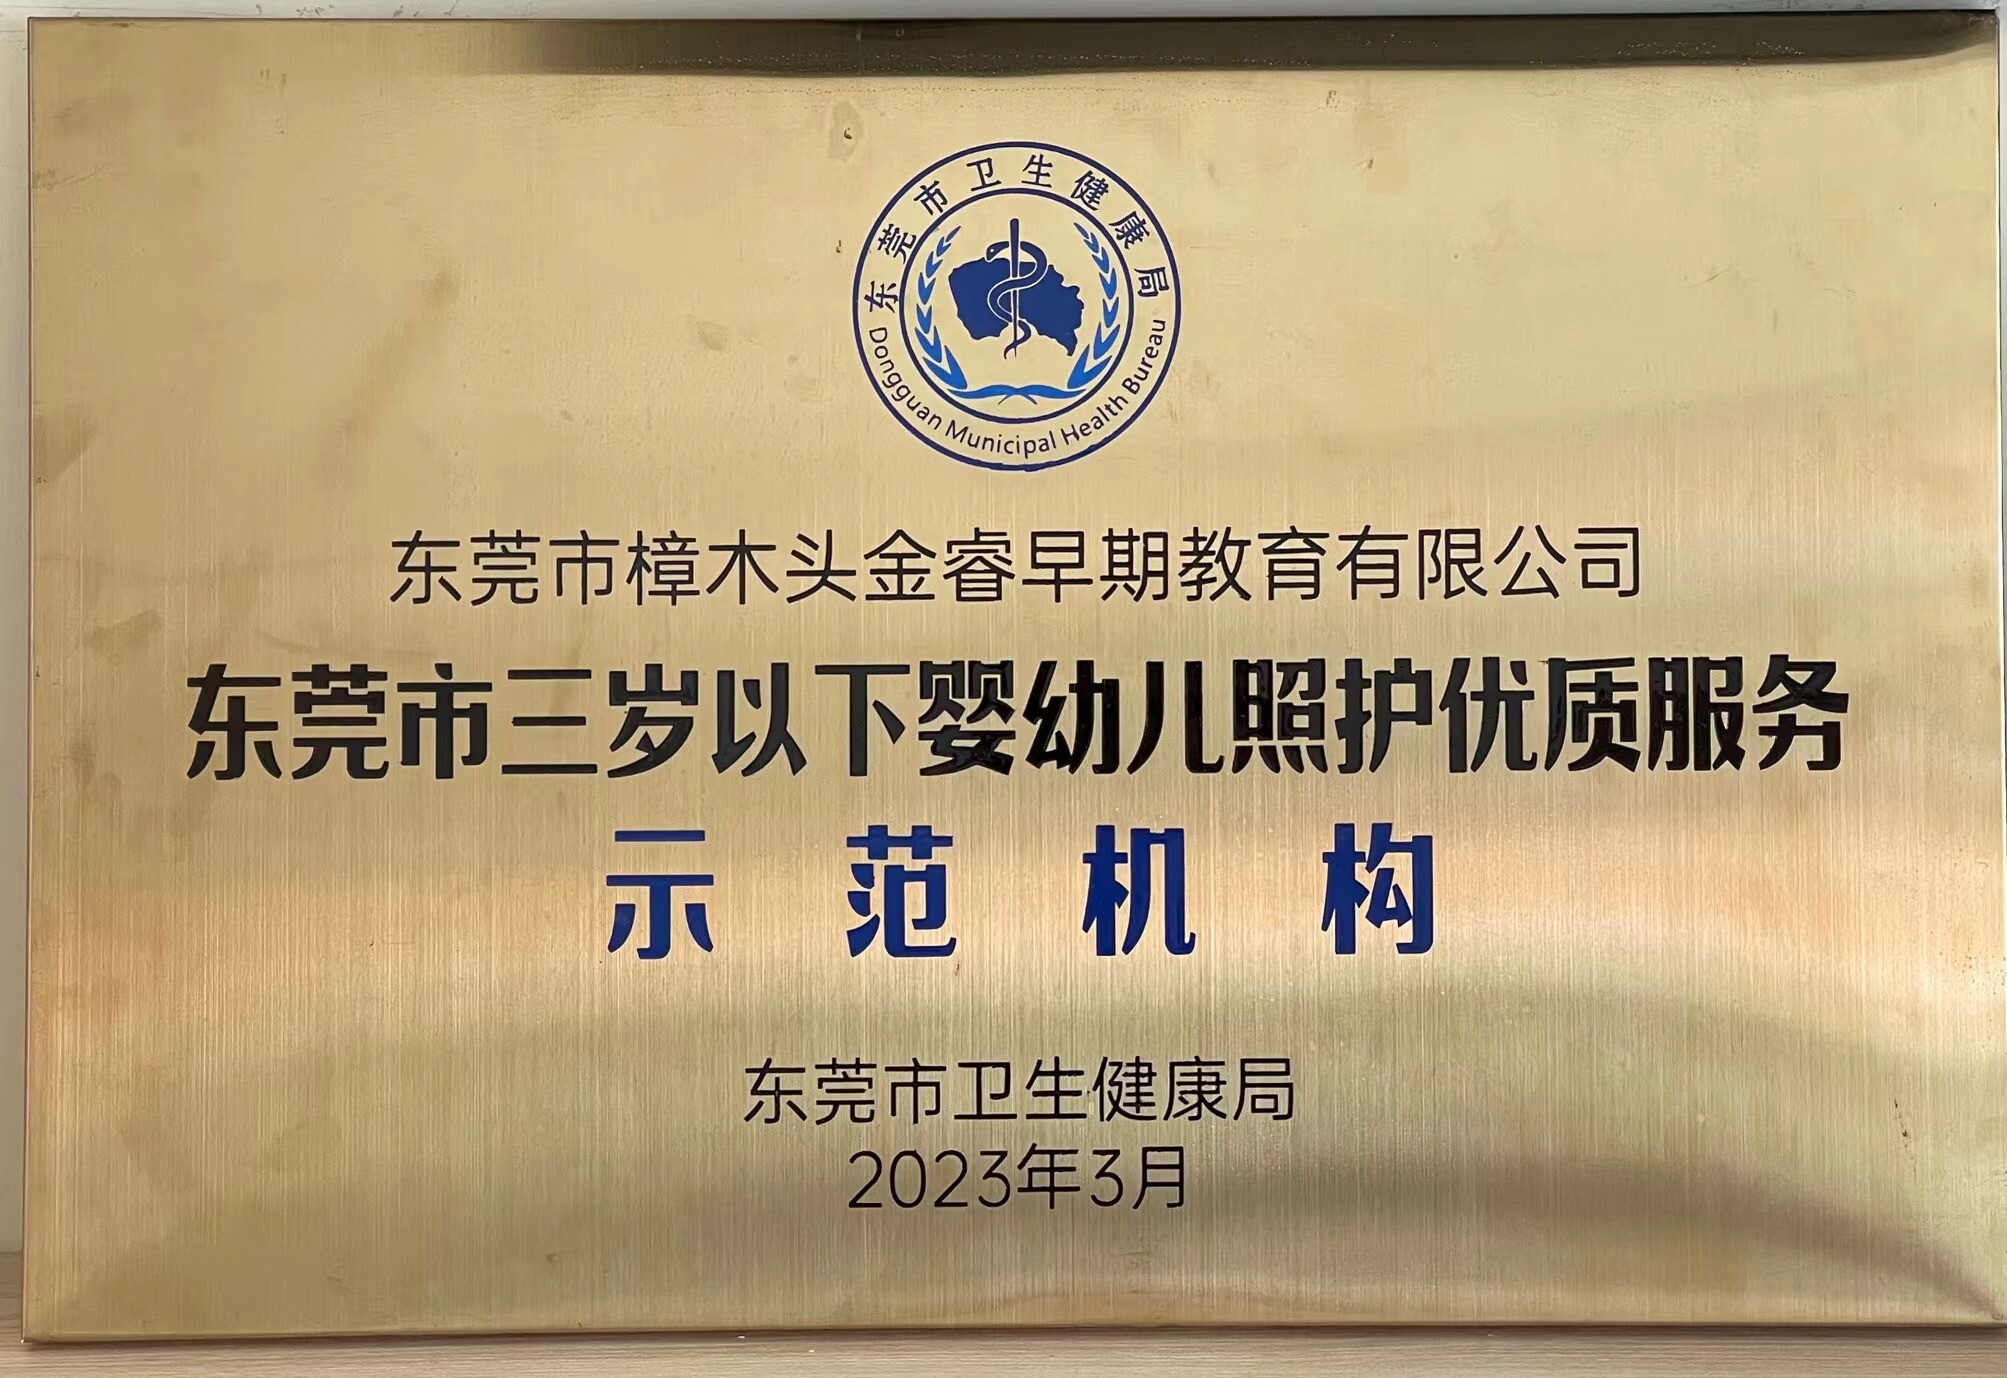 东莞市卫生健康局
Dongguan Municipal Health Bureau
东莞市樟木头金睿早期教育有限公司
东莞市三岁以下婴幼儿照护优质服务
示范机构
东莞市卫生健康局
2023年3月